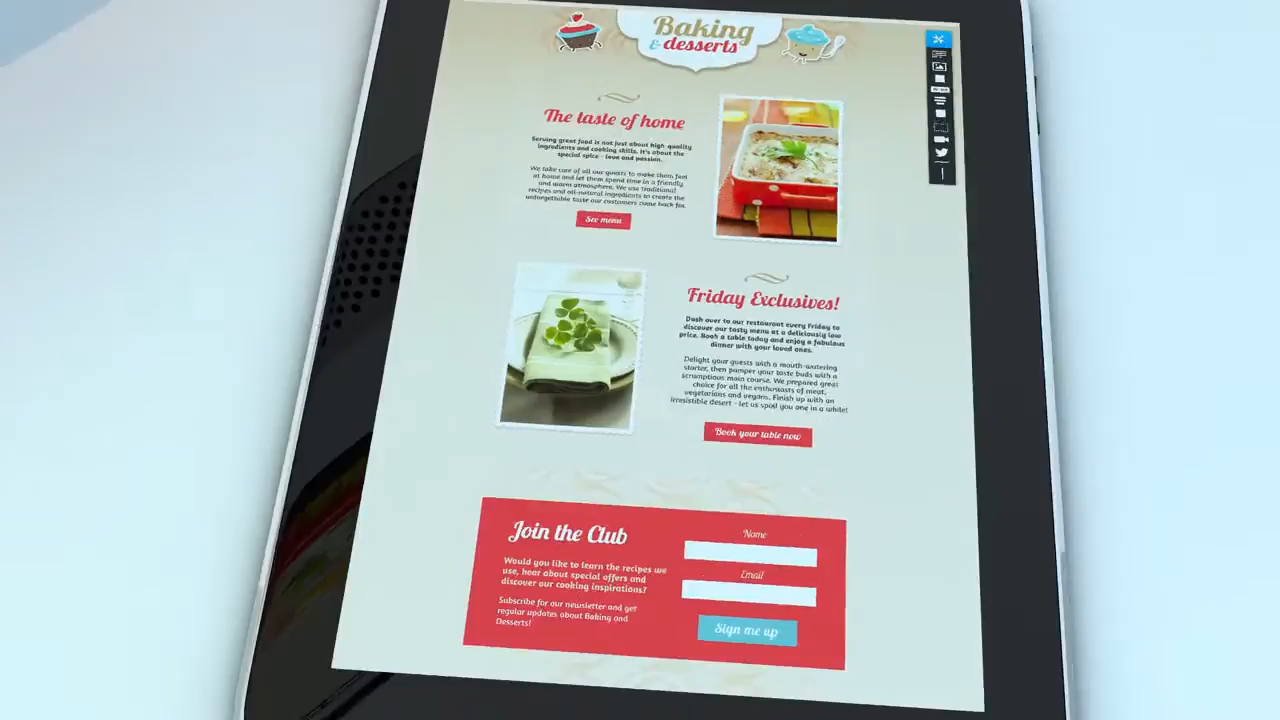 Baking
& desserts
The taste of home
Serving great food is not just about high quality
ingredients and cooking skills. It's about the
special spice - love and passion.
We take care of all our guests to make them feel
at home and let them spend time in a friendly
and warm atmosphere. We use traditional
recipes and all-natural ingredients to create the
unforgettable taste our customers come back for.
See menu
Friday Exclusives!
Dash over to our restaurant every Friday to
discover our tasty menu at a deliciously low
price. Book a table today and enjoy a fabulous
dinner with your loved ones.
Delight your guests with a mouth-watering
starter, then pamper your taste buds with a
scrumptious main course. We prepared great
choice for all the enthusiasts of meat,
vegetarians and vegans. Finish up with an
irresistible desert - let us spoil you one in a while!
Book your table now
Join the Club
Would you like to learn the recipes we
use, hear about special offers and
discover our cooking inspirations?
Subscribe for our newsletter and get
regular updates about Baking and
Desserts!
Name
Email
Sign me up